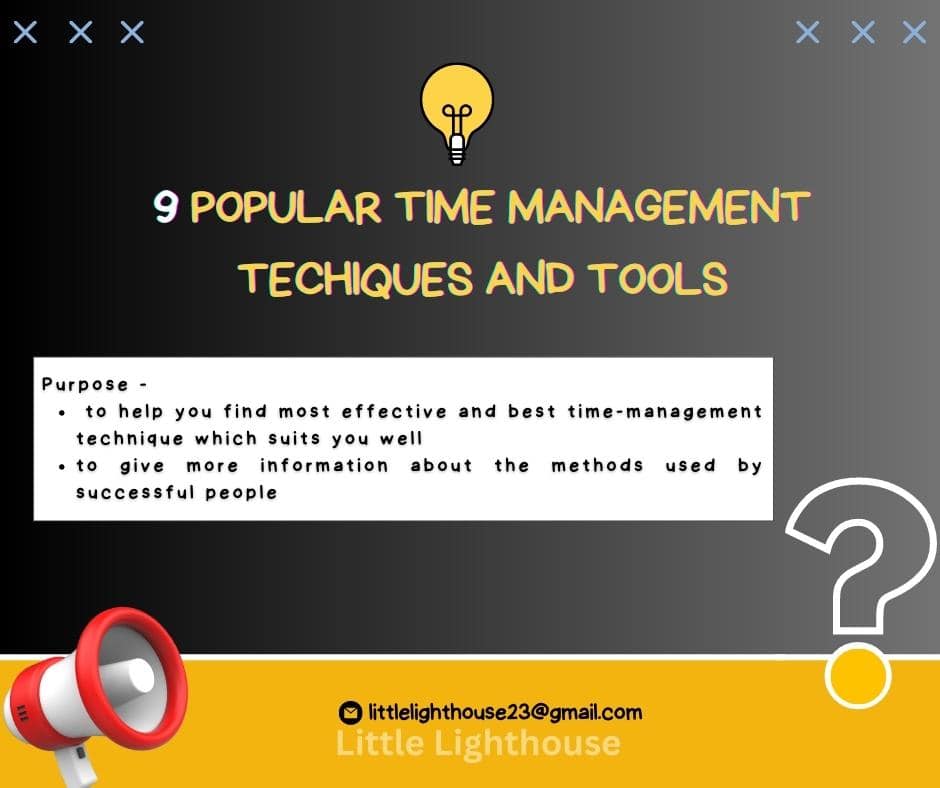 9 POPULAR TIME MANAGEMENT
TECHIQUES AND TOOLS
Purpose -
• to help you find most effective and best time-management
technique which suits you well
• to give more information about the methods used by
successful people
?
littlelighthouse23@gmail.com
Little Lighthouse